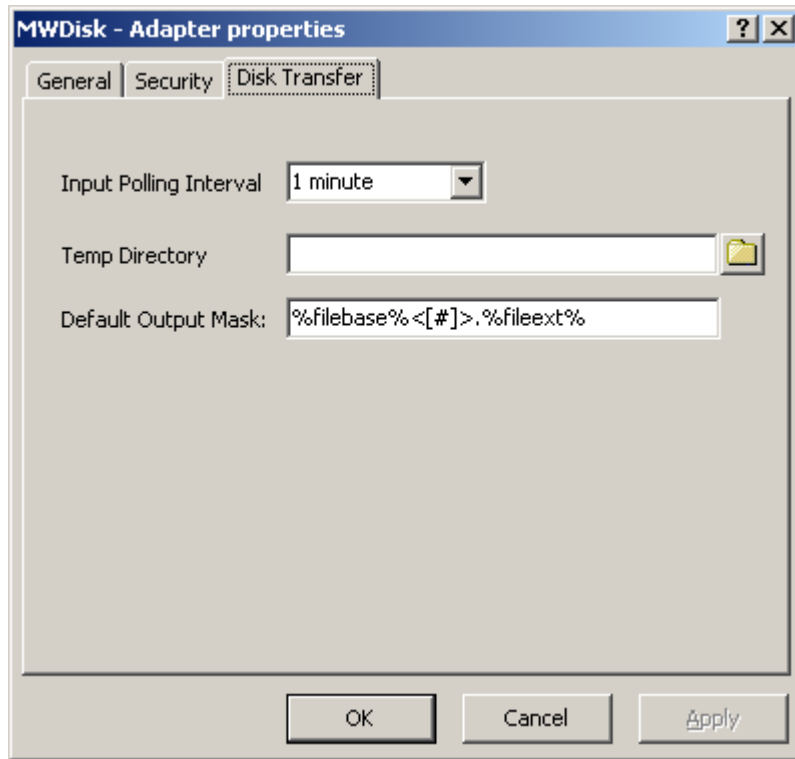 MWDisk - Adapter properties
General Security Disk Transfer
Input Polling Interval 1 minute
Temp Directory
Default Output Mask: %filebase%<[#]>.%fileext%
OK Cancel Apply